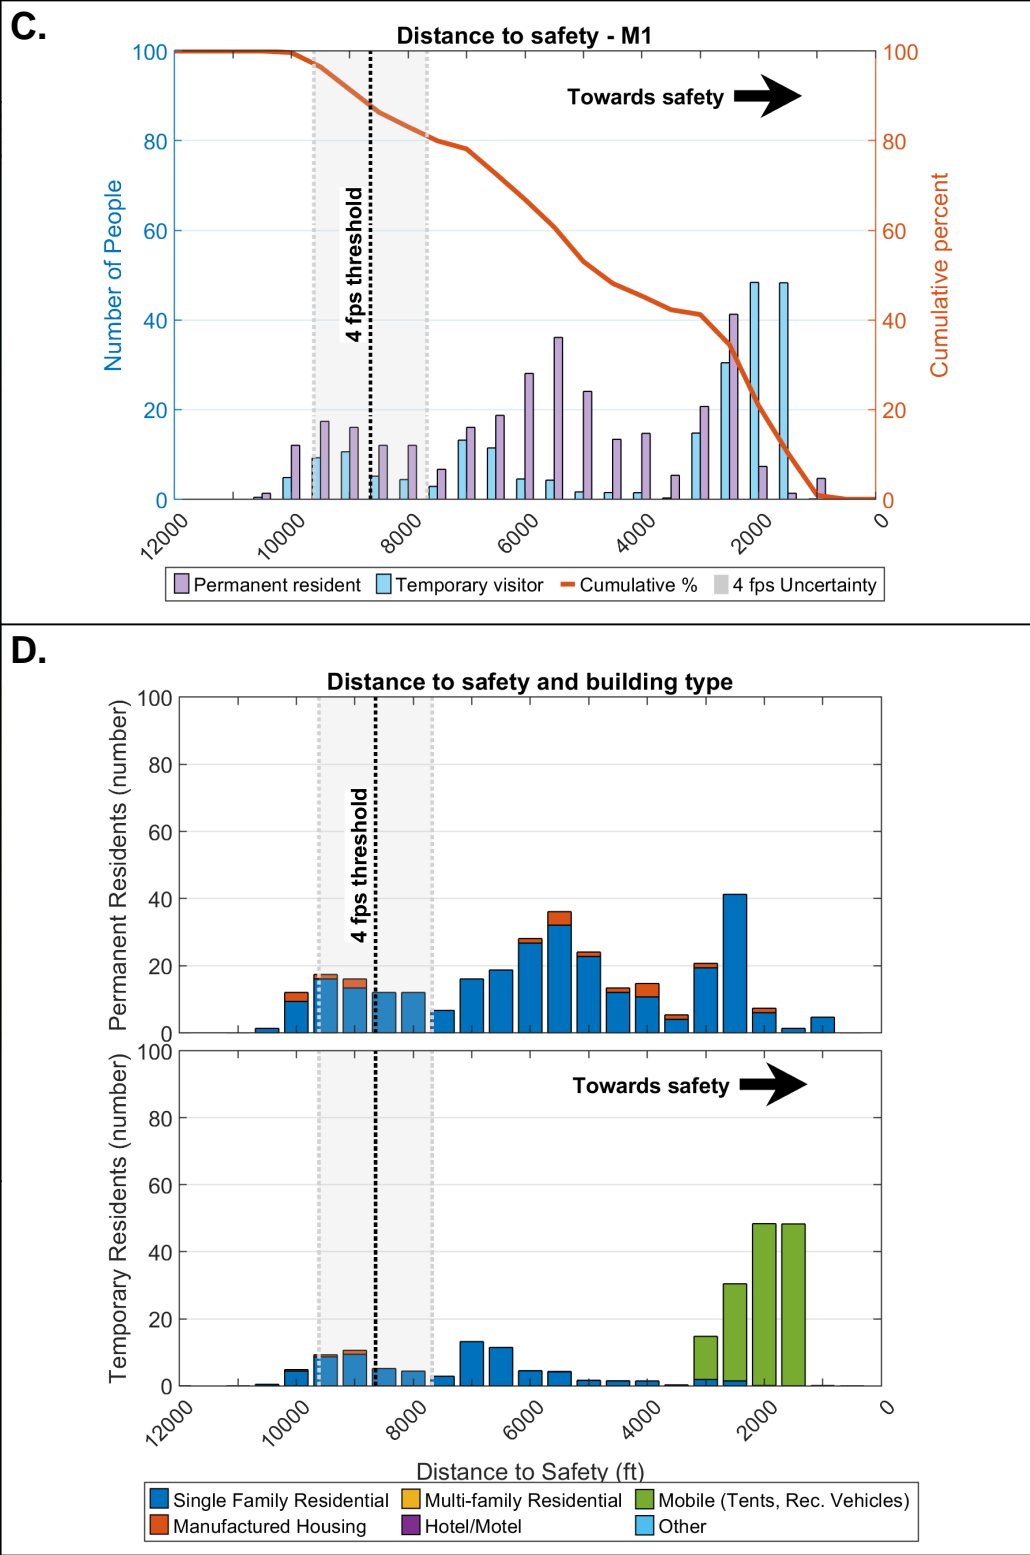 C.
Distance to safety - M1
100
100
Towards safety
80
80
Number of People
Cumulative percent
4 fps threshold
60
60
40
40
20
20
0
0
12000
10000
8000
6000
4000
2000
0
Permanent resident
Temporary visitor
Cumulative %
4 fps Uncertainty
D.
Distance to safety and building type
Permanent Residents (number)
100
80
60
40
20
0
4 fps threshold
Temporary Residents (number)
100
80
60
40
20
0
Towards safety
12000
10000
8000
6000
4000
2000
0
Distance to Safety (ft)
Single Family Residential
Multi-family Residential
Mobile (Tents, Rec. Vehicles)
Manufactured Housing
Hotel/Motel
Other